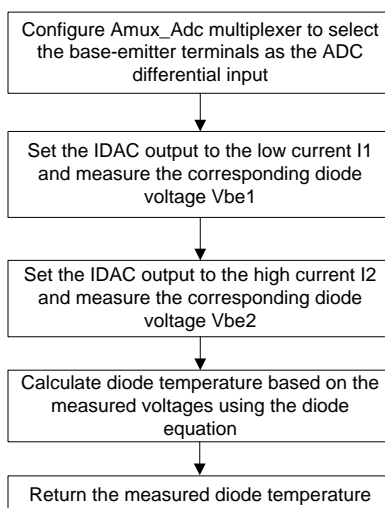 Configure Amux_Adc multiplexer to select
the base-emitter terminals as the ADC
differential input
Set the IDAC output to the low current I1
and measure the corresponding diode
voltage Vbe1
Set the IDAC output to the high current I2
and measure the corresponding diode
voltage Vbe2
Calculate diode temperature based on the
measured voltages using the diode
equation
Return the measured diode temperature